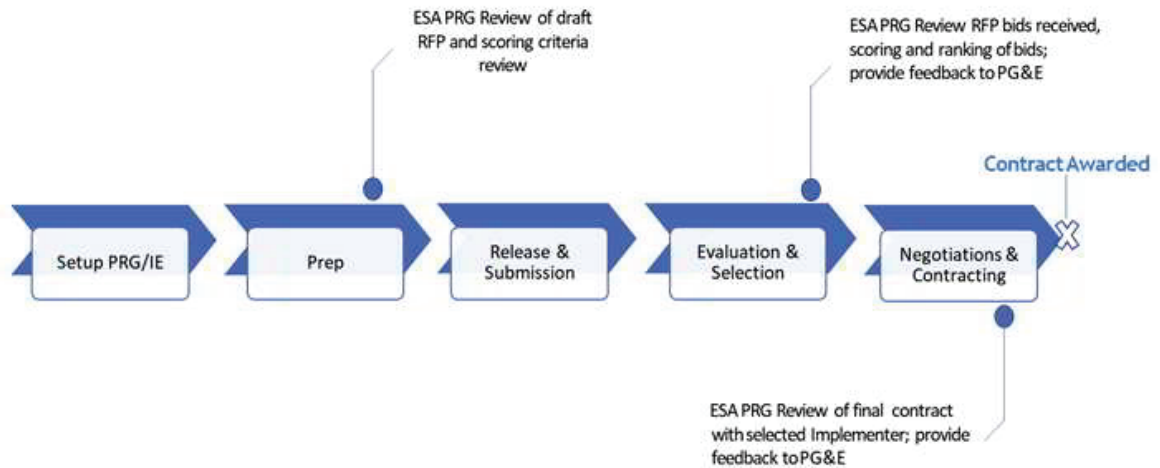 ESA PRG Review of draft
RFP and scoring criteria
review
ESA PRG Review RFP bids received,
scoring and ranking of bids;
provide feedback to PG&E
Contract Awarded
Setup PRG/IE
Prep
Release &
Submission
Evaluation &
Selection
Negotiations &
Contracting
X
ESA PRG Review of final contract
with selected Implementer; provide
feedback to PG&E